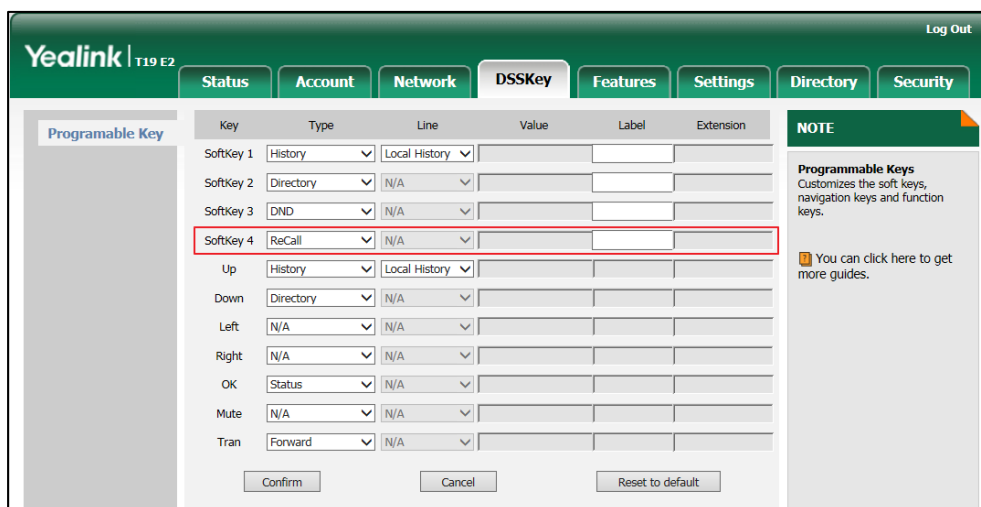 Log Out
Yealink T19 E2
Status Account Network DSSKey Features Settings Directory Security
Programable Key
Key Type Line Value Label Extension
SoftKey 1 History Local History
SoftKey 2 Directory N/A
SoftKey 3 DND N/A
SoftKey 4 ReCall N/A
Up History Local History
Down Directory N/A
Left N/A N/A
Right N/A N/A
OK Status N/A
Mute N/A N/A
Tran Forward N/A
Confirm Cancel Reset to default
NOTE
Programmable Keys
Customizes the soft keys,
navigation keys and function
keys.
? You can click here to get
more guides.